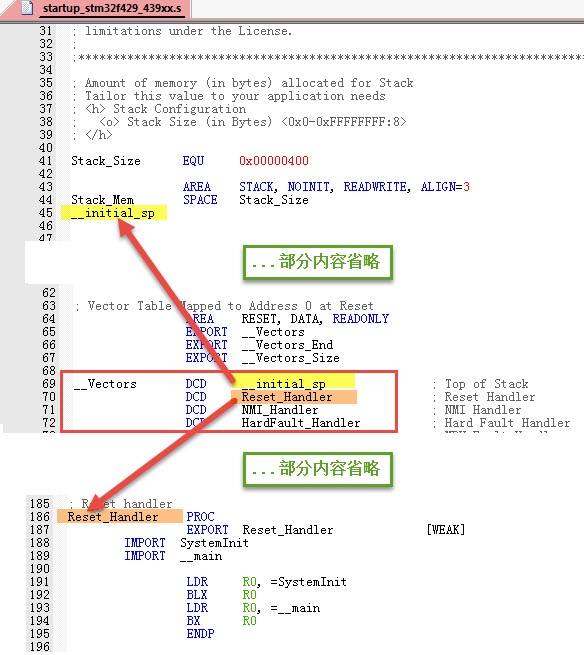 startup_stm32f429_439xx.s
31 ; limitations under the License.
32 ;
33 ;******************************************************************************
34
35 ; Amount of memory (in bytes) allocated for Stack
36 ; Tailor this value to your application needs
37 ; <h> Stack Configuration
38 ;   <o> Stack Size (in Bytes) <0x0-0xFFFFFFFF:8>
39 ; </h>
40
41 Stack_Size      EQU     0x00000400
42
43                 AREA    STACK, NOINIT, READWRITE, ALIGN=3
44 Stack_Mem       SPACE   Stack_Size
45 __initial_sp
46
47
...部分内容省略
62
63 ; Vector Table Mapped to Address 0 at Reset
64                 AREA    RESET, DATA, READONLY
65                 EXPORT  __Vectors
66                 EXPORT  __Vectors_End
67                 EXPORT  __Vectors_Size
68
69 __Vectors       DCD     __initial_sp               ; Top of Stack
70                 DCD     Reset_Handler              ; Reset Handler
71                 DCD     NMI_Handler                ; NMI Handler
72                 DCD     HardFault_Handler          ; Hard Fault Handler
...部分内容省略
185 ; Reset handler
186 Reset_Handler    PROC
187                  EXPORT  Reset_Handler             [WEAK]
188         IMPORT  SystemInit
189         IMPORT  __main
190
191                  LDR     R0, =SystemInit
192                  BLX     R0
193                  LDR     R0, =__main
194                  BX      R0
195                  ENDP
196